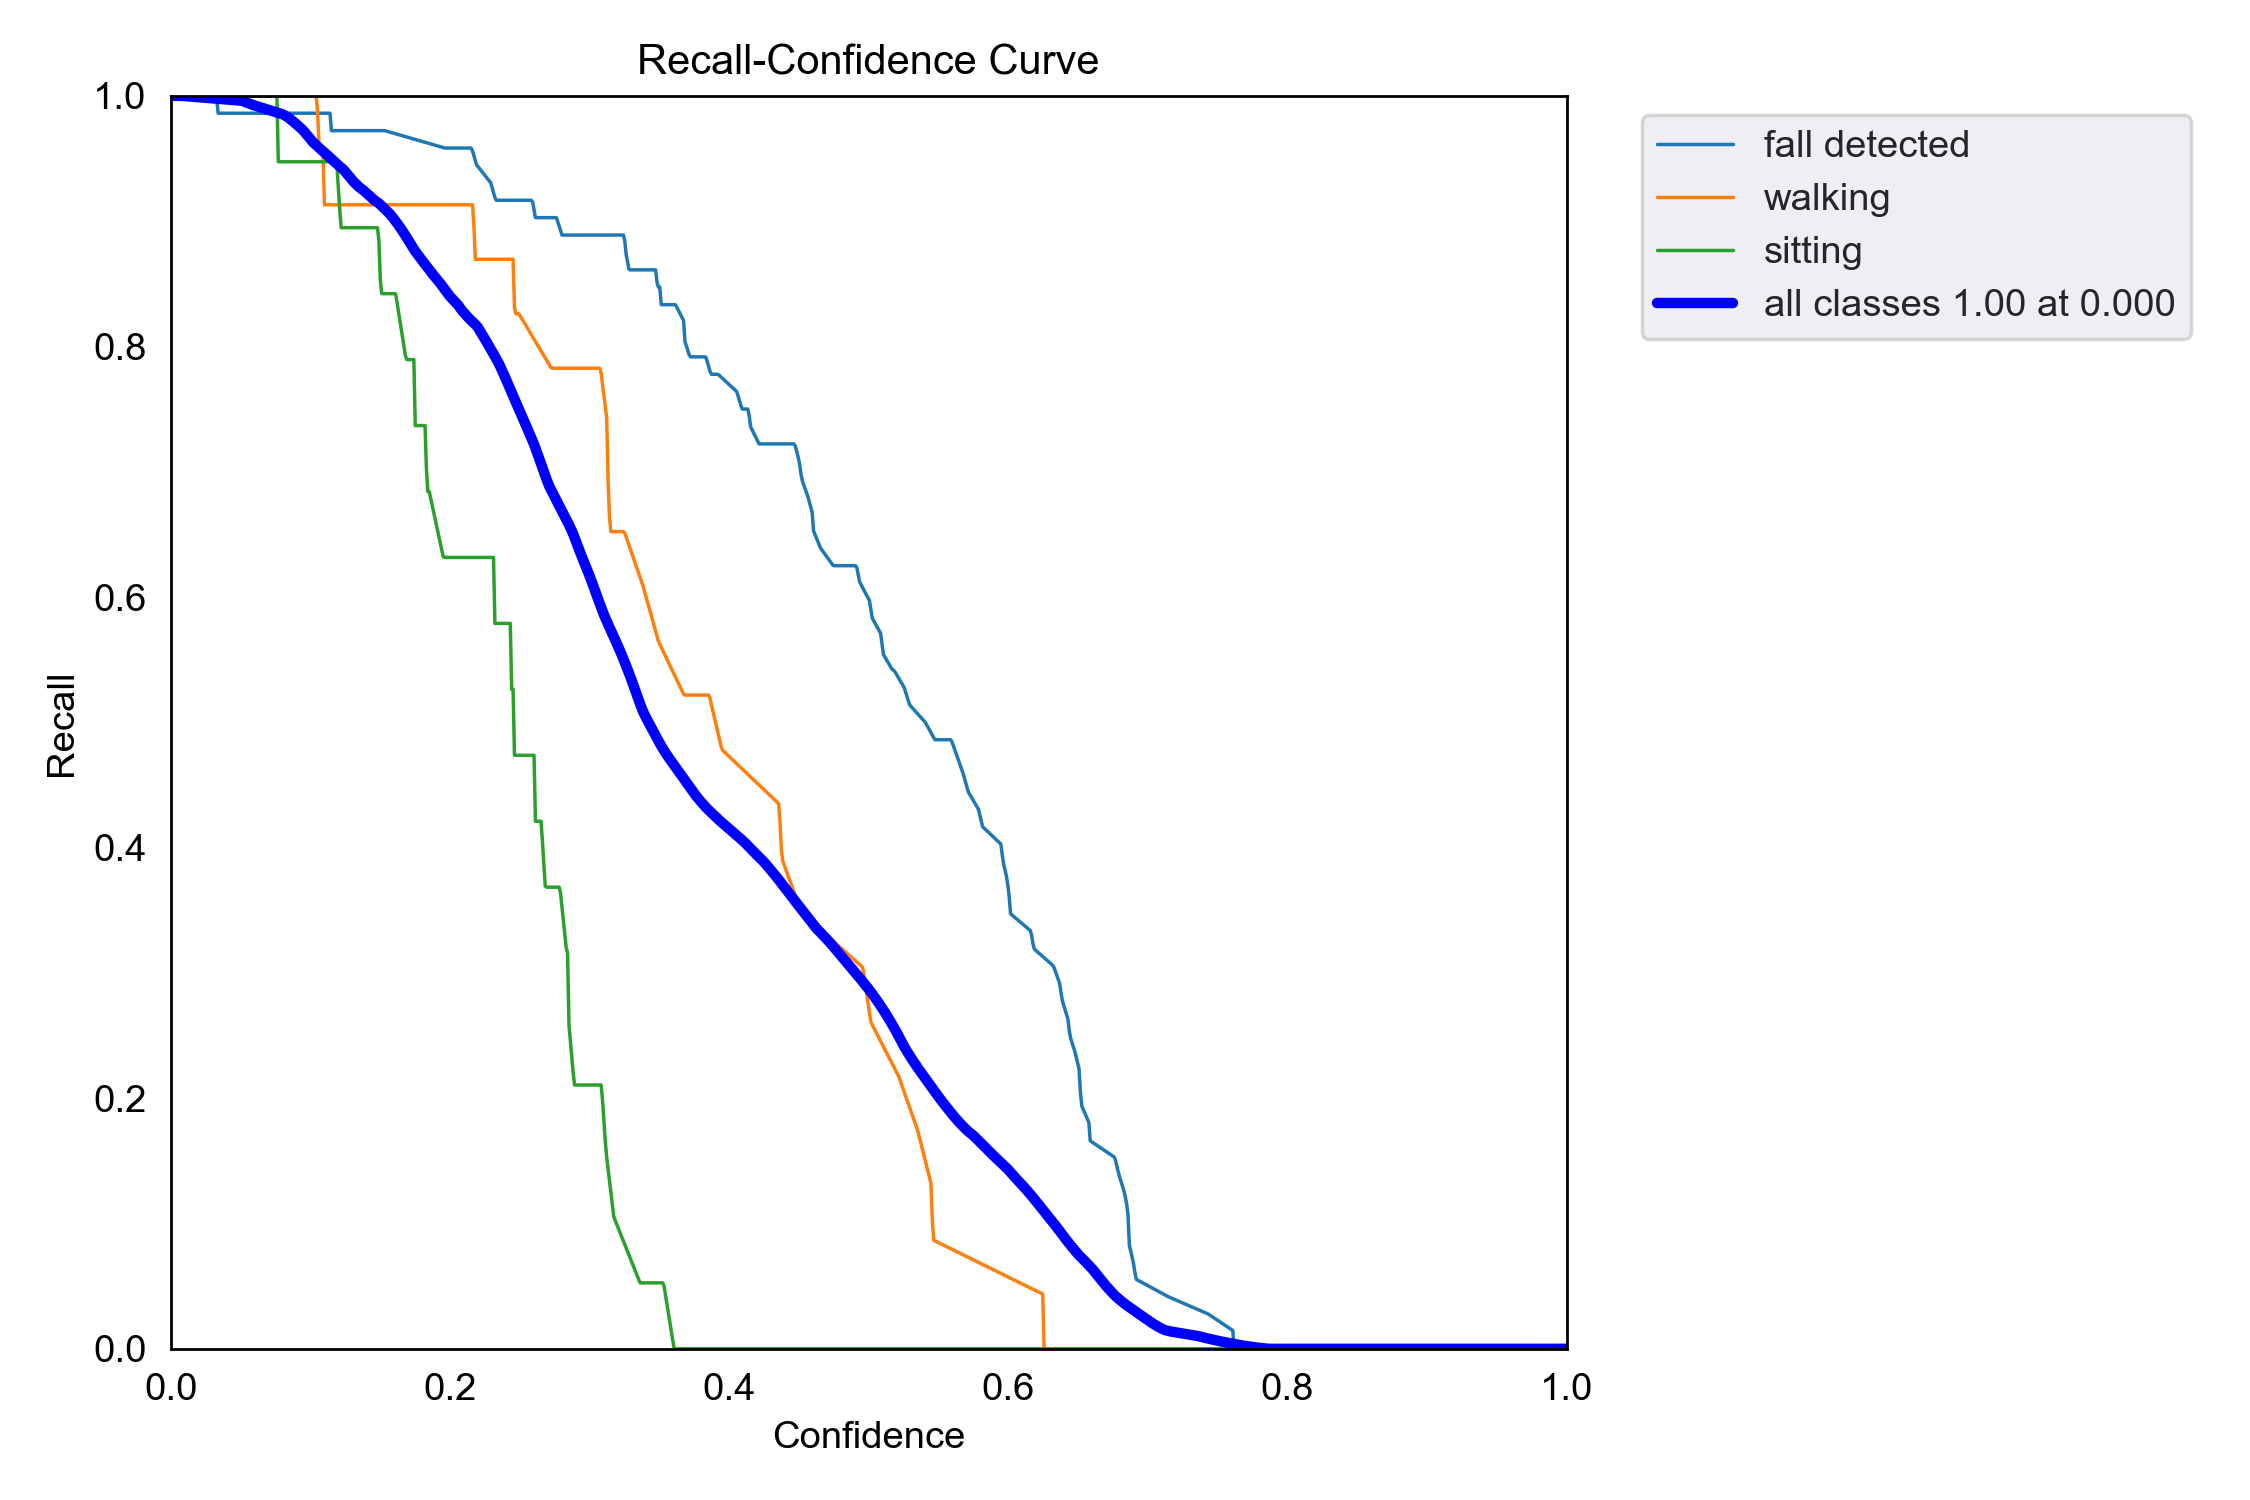 Recall-Confidence Curve
1.0
0.8
0.6
0.4
0.2
0.0
Recall
0.0 0.2 0.4 0.6 0.8 1.0
Confidence
fall detected
walking
sitting
all classes 1.00 at 0.000